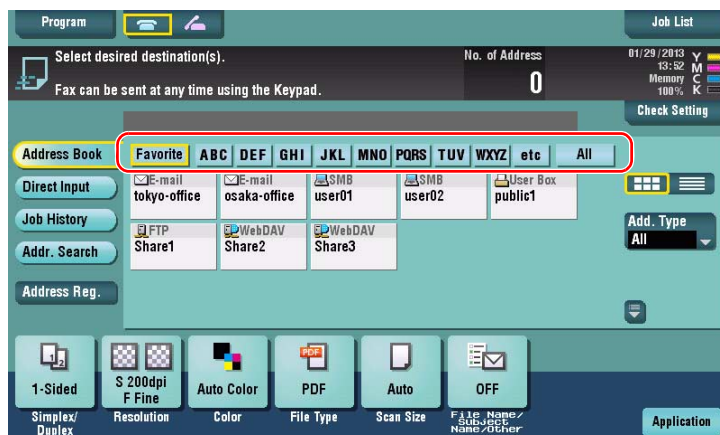 Program
Job List
Select desired destination(s).
No. of Address
01/29/2013
13:52
Memory
100%
Y
M
C
K
Fax can be sent at any time using the Keypad.
0
Check Setting
Address Book
Favorite ABC DEF GHI JKL MNO PQRS TUV WXYZ etc All
Direct Input
E-mail
tokyo-office
E-mail
osaka-office
SMB
user01
SMB
user02
User Box
public1
Job History
Add. Type
All
FTP
Share1
WebDAV
Share2
WebDAV
Share3
Addr. Search
Address Reg.
1 2
1-Sided
S 200dpi
F Fine
Auto Color
PDF
PDF
Auto
OFF
Simplex/
Duplex
Resolution
Color
File Type
Scan Size
File Name/
Subject
Name/Other
Application